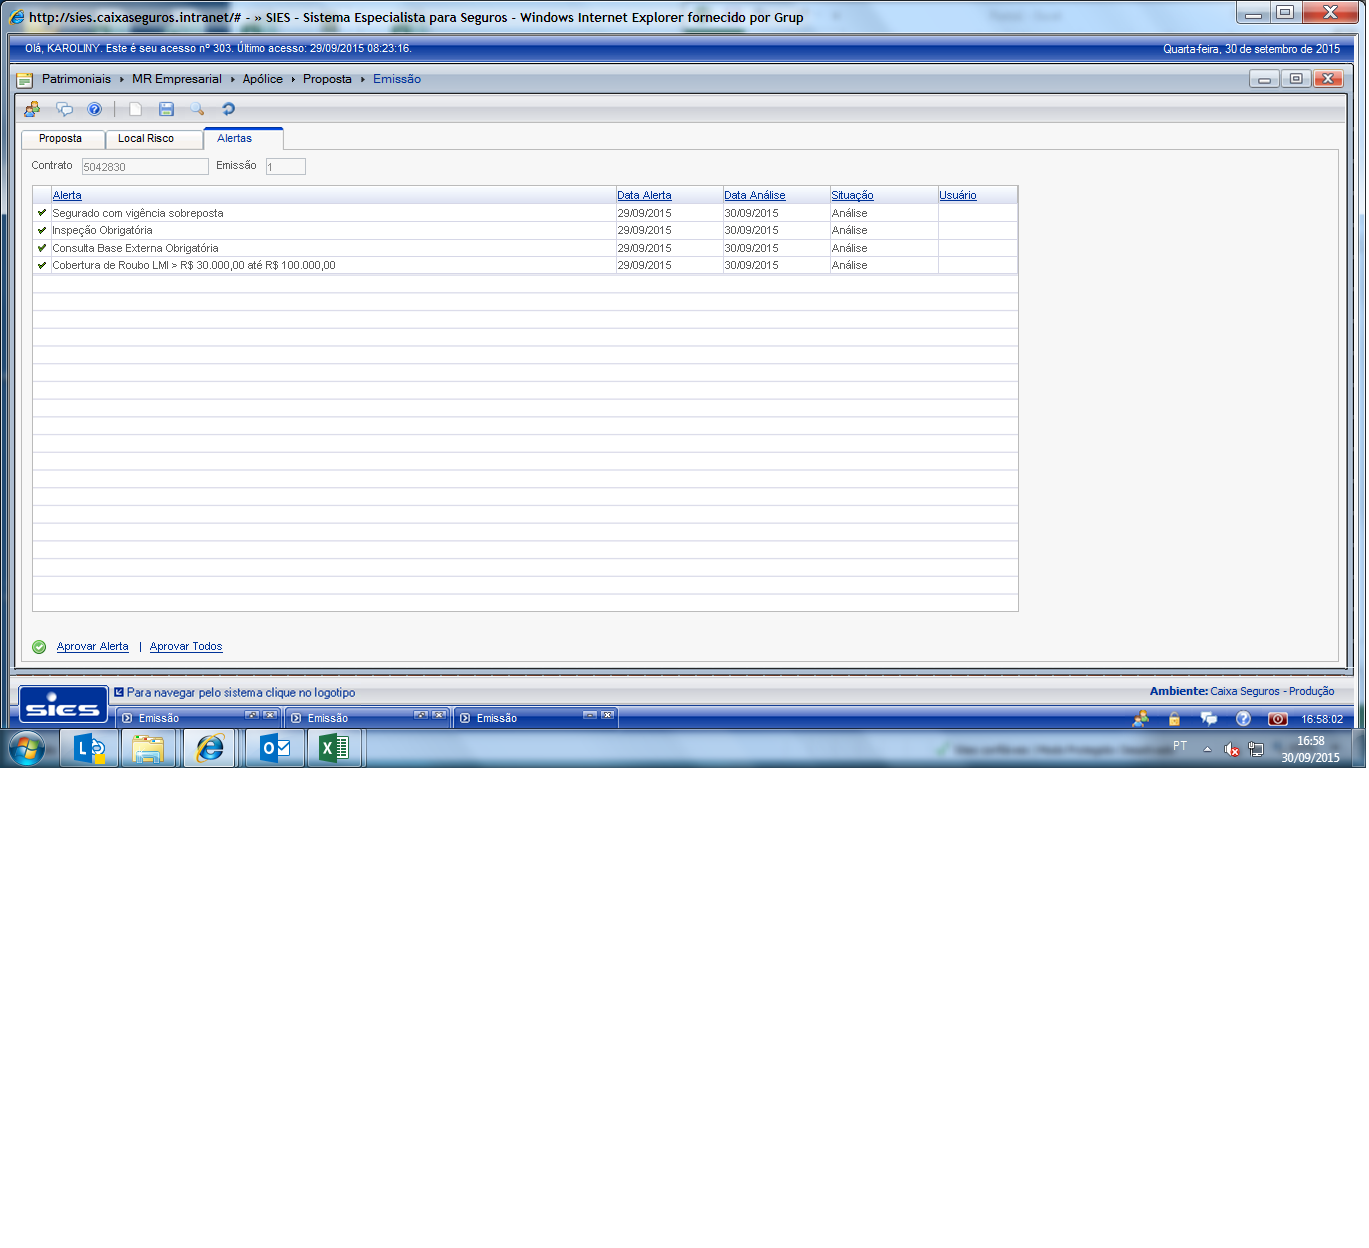 http://sies.caixaseguros.intranet/# - » SIES - Sistema Especialista para Seguros - Windows Internet Explorer fornecido por Grup
Olá, KAROLINY. Este é seu acesso nº 303. Último acesso: 29/09/2015 08:23:16.
Quarta-feira, 30 de setembro de 2015
Patrimoniais MR Empresarial Apólice Proposta Emissão
Proposta Local Risco Alertas
Contrato 5042830 Emissão 1
Alerta Data Alerta Data Análise Situação Usuário
Segurado com vigência sobreposta 29/09/2015 30/09/2015 Análise
Inspeção Obrigatória 29/09/2015 30/09/2015 Análise
Consulta Base Externa Obrigatória 29/09/2015 30/09/2015 Análise
Cobertura de Roubo LMI > R$ 30.000,00 até R$ 100.000,00 29/09/2015 30/09/2015 Análise
Aprovar Alerta | Aprovar Todos
sies
Para navegar pelo sistema clique no logotipo
Ambiente: Caixa Seguros - Produção
Emissão Emissão Emissão 16:58:02
PT 16:58
30/09/2015